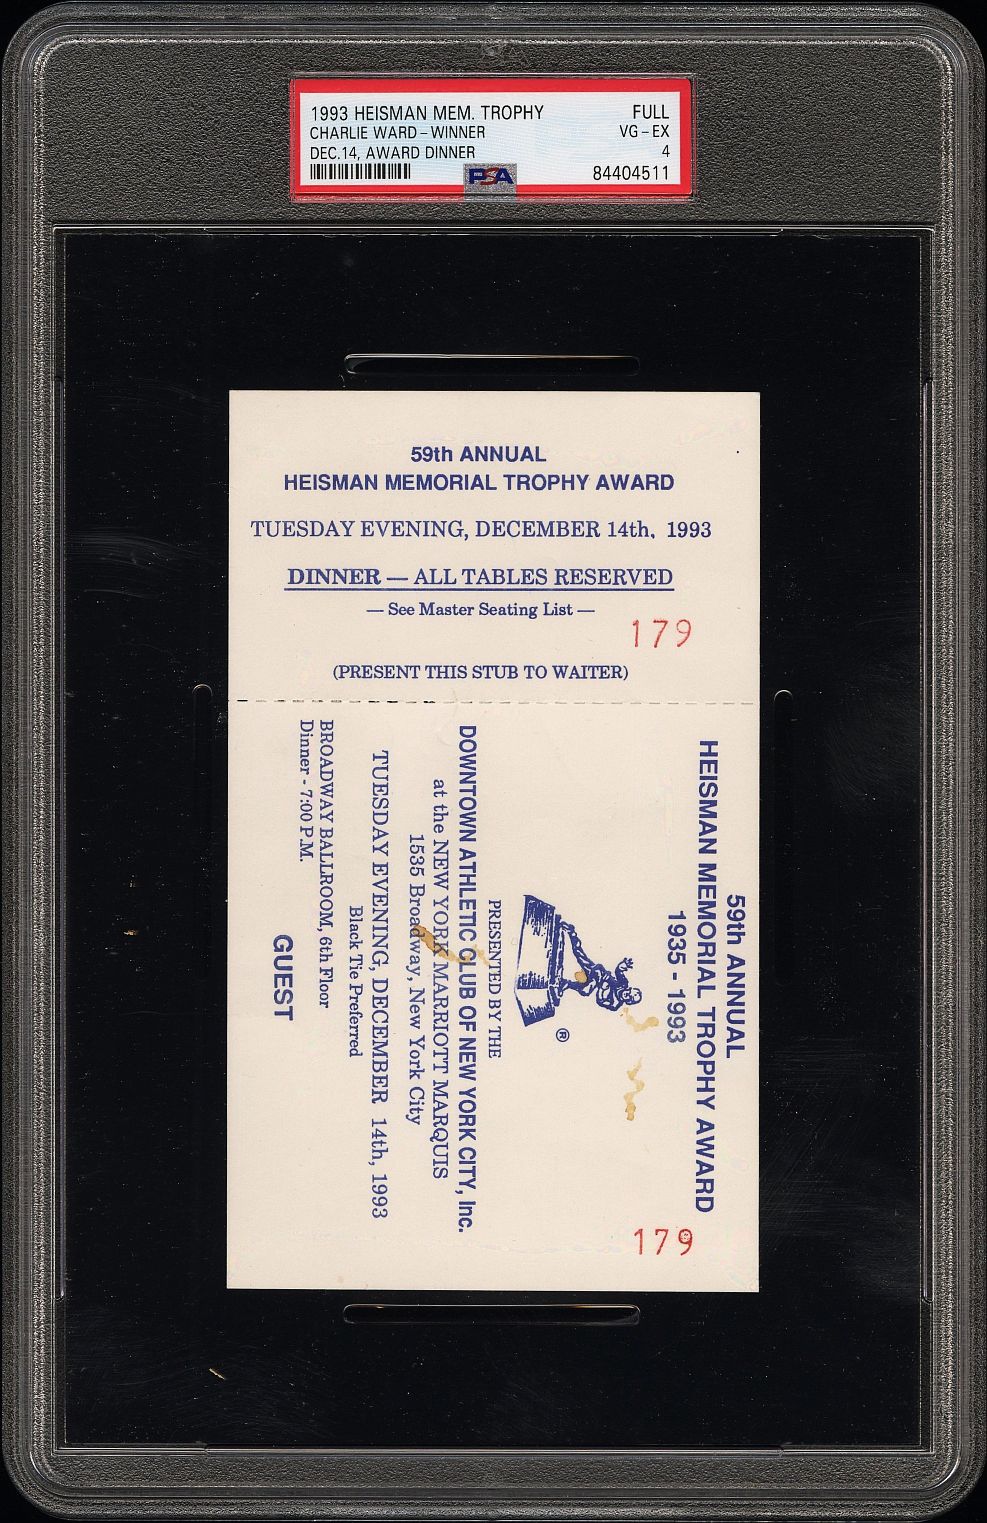 1993 HEISMAN MEM. TROPHY FULL
CHARLIE WARD - WINNER VG - EX
DEC.14, AWARD DINNER 4
PSA 84404511
59th ANNUAL
HEISMAN MEMORIAL TROPHY AWARD
TUESDAY EVENING, DECEMBER 14th, 1993
DINNER — ALL TABLES RESERVED
— See Master Seating List —
179
(PRESENT THIS STUB TO WAITER)
59th ANNUAL
HEISMAN MEMORIAL TROPHY AWARD
1935 - 1993
®
PRESENTED BY THE
DOWNTOWN ATHLETIC CLUB OF NEW YORK CITY, Inc.
at the NEW YORK MARRIOTT MARQUIS
1535 Broadway, New York City
TUESDAY EVENING, DECEMBER 14th, 1993
Black Tie Preferred
BROADWAY BALLROOM, 6th Floor
Dinner - 7:00 P.M.
GUEST
179